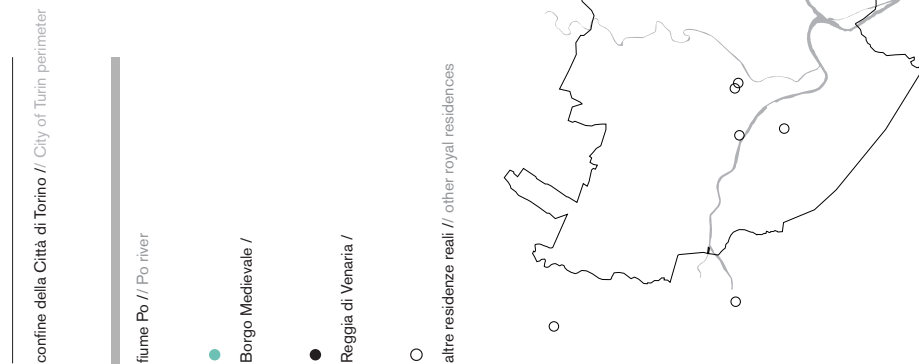 confine della Città di Torino // City of Turin perimeter
fiume Po // Po river
Borgo Medievale /
Reggia di Venaria /
altre residenze reali // other royal residences